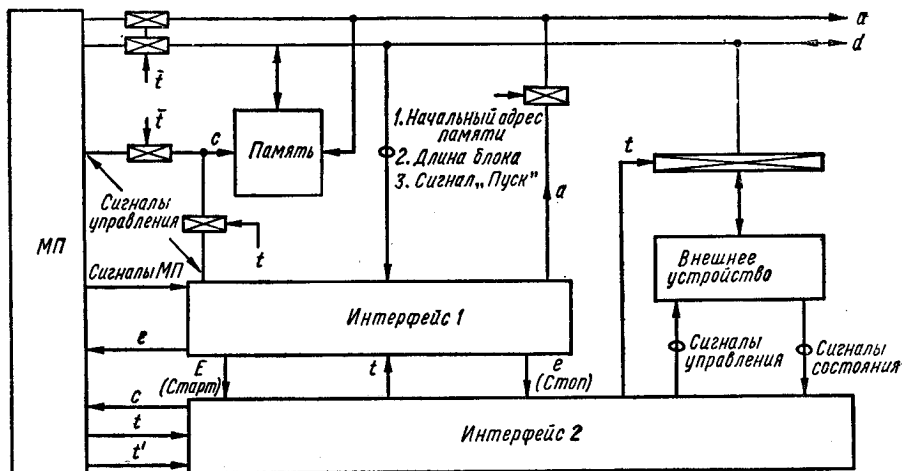 a
d
t̄
t̄
c
Память
1. Начальный адрес
памяти
2. Длина блока
3. Сигнал „Пуск"
a
t
Сигналы
управления
t
МП
Внешнее
устройство
Сигналы МП
Интерфейс 1
e
E
(Старт)
t
e
(Стоп)
Сигналы
управления
Сигналы
состояния
c
t
t'
Интерфейс 2